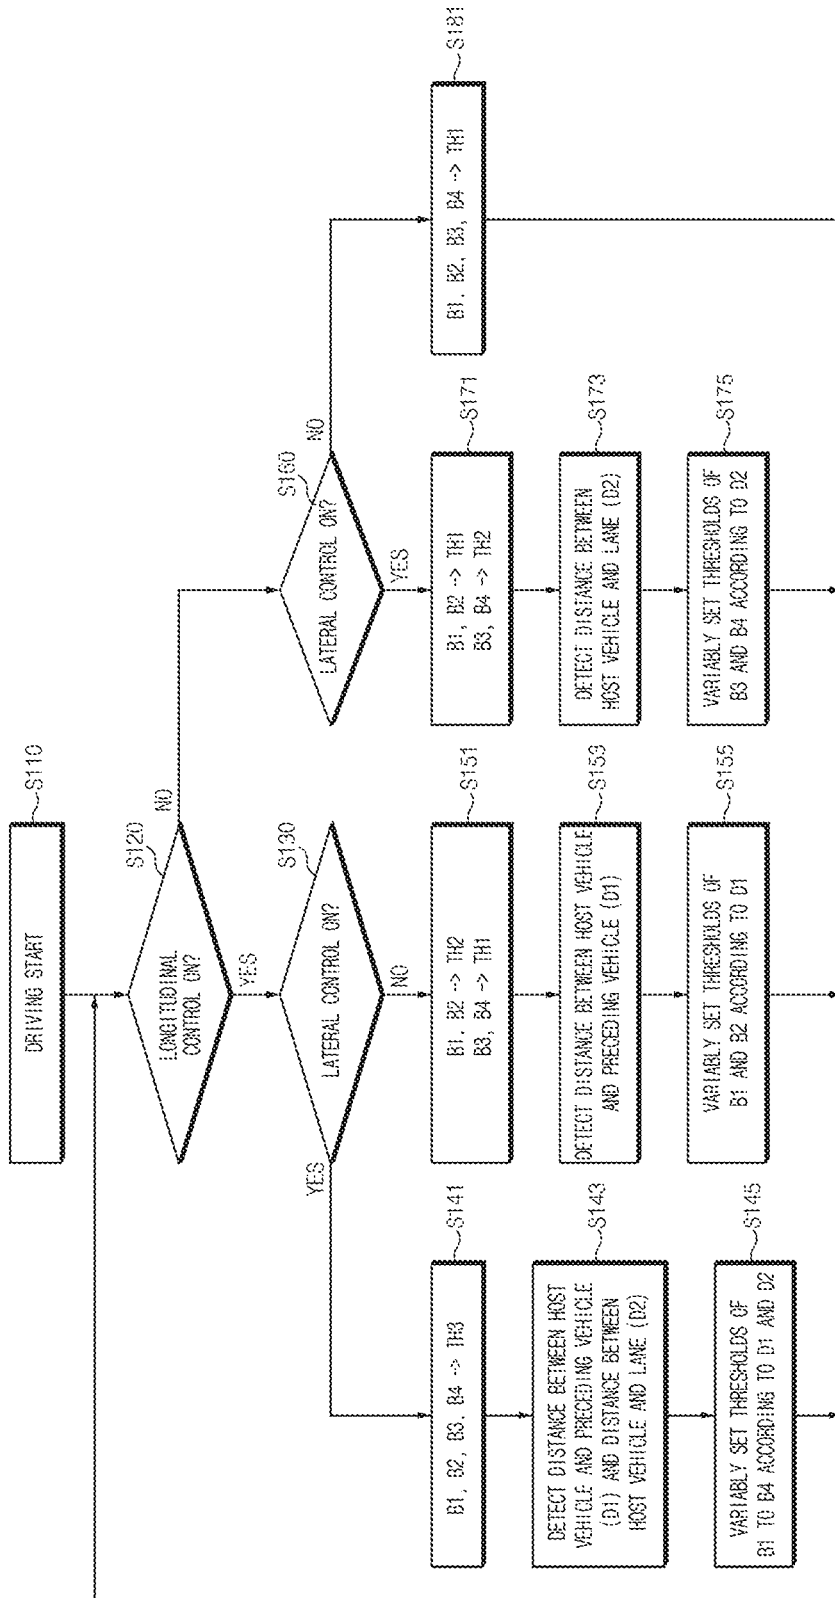 DRIVING START
S110
LONGITUDINAL
CONTROL ON?
S120
NO
YES
LATERAL CONTROL ON?
S130
YES
NO
LATERAL CONTROL ON?
S160
NO
YES
B1, B2, B3, B4 --> TH3
S141
DETECT DISTANCE BETWEEN HOST
VEHICLE AND PRECEDING VEHICLE
(D1) AND DISTANCE BETWEEN
HOST VEHICLE AND LANE (D2)
S143
VARIABLY SET THRESHOLDS OF
B1 TO B4 ACCORDING TO D1 AND D2
S145
B1, B2 --> TH2
B3, B4 --> TH1
S151
DETECT DISTANCE BETWEEN HOST VEHICLE
AND PRECEDING VEHICLE (D1)
S153
VARIABLY SET THRESHOLDS OF
B1 AND B2 ACCORDING TO D1
S155
B1, B2 --> TH1
B3, B4 --> TH2
S171
DETECT DISTANCE BETWEEN
HOST VEHICLE AND LANE (D2)
S173
VARIABLY SET THRESHOLDS OF
B3 AND B4 ACCORDING TO D2
S175
B1, B2, B3, B4 --> TH1
S181